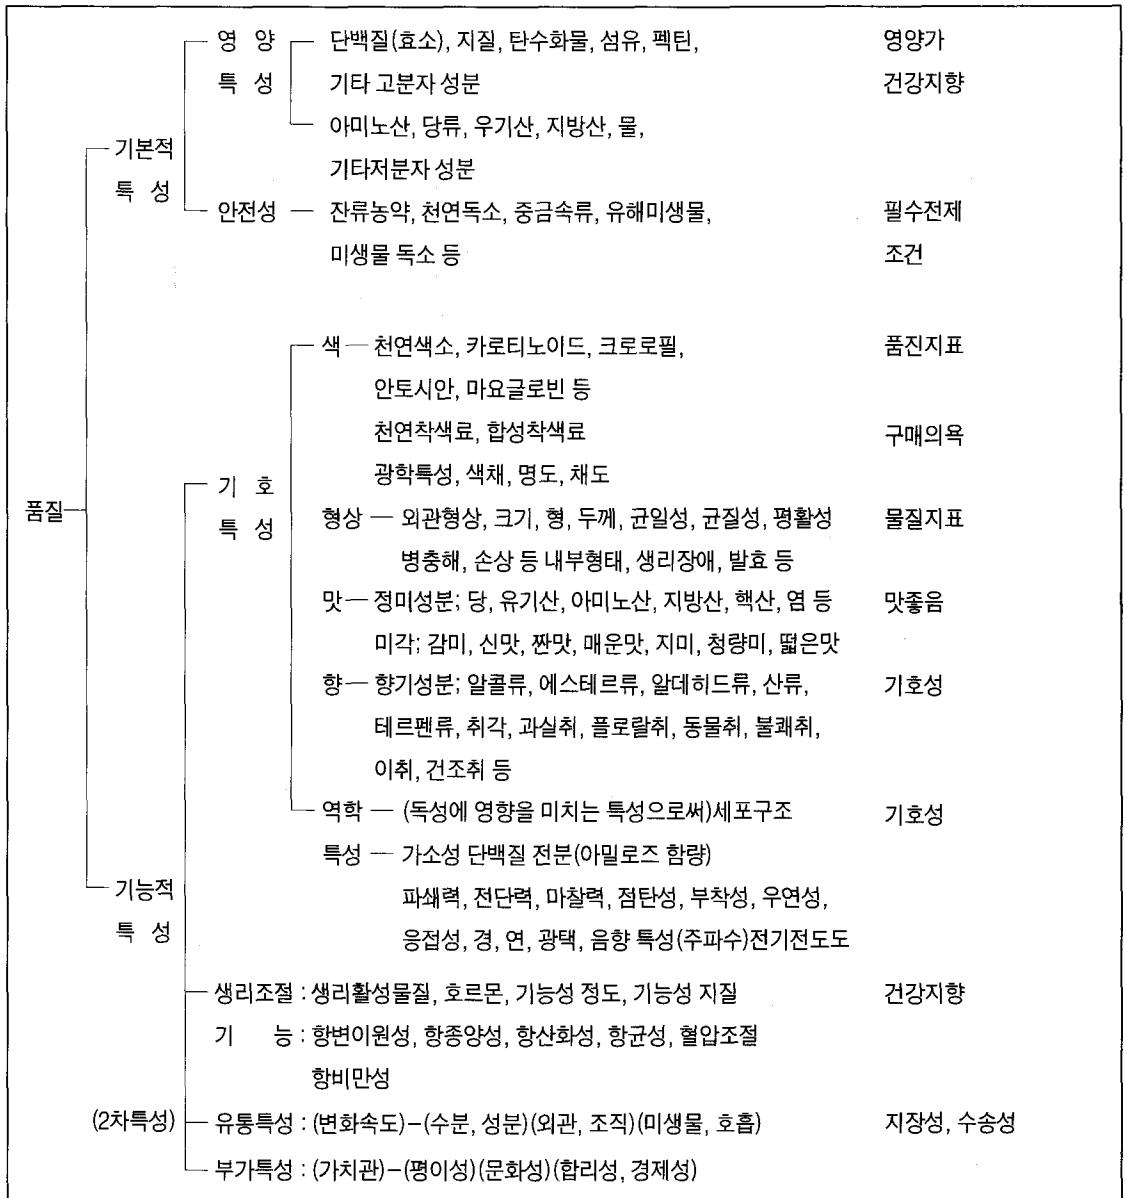 영 양 단백질(효소), 지질, 탄수화물, 섬유, 펙틴, 영양가
특 성 기타 고분자 성분 건강지향
아미노산, 당류, 우기산, 지방산, 물,
기본적 기타저분자 성분
특 성
안전성 잔류농약, 천연독소, 중금속류, 유해미생물, 필수전제
미생물 독소 등 조건
색 천연색소, 카로티노이드, 크로로필, 품진지표
안토시안, 마요글로빈 등
천연착색료, 합성착색료 구매의욕
광학특성, 색채, 명도, 채도
기 호
품질
특 성
형상 외관형상, 크기, 형, 두께, 균일성, 균질성, 평활성 물질지표
병충해, 손상 등 내부형태, 생리장애, 발효 등
맛 정미성분; 당, 유기산, 아미노산, 지방산, 핵산, 염 등 맛좋음
미각; 감미, 신맛, 짠맛, 매운맛, 지미, 청량미, 떫은맛
향 향기성분; 알콜류, 에스테르류, 알데히드류, 산류, 기호성
테르펜류, 취각, 과실취, 플로랄취, 동물취, 불쾌취,
이취, 건조취 등
역학 (독성에 영향을 미치는 특성으로써)세포구조 기호성
특성 가소성 단백질 전분(아밀로즈 함량)
기능적 파쇄력, 전단력, 마찰력, 점탄성, 부착성, 우연성,
특 성 응접성, 경, 연, 광택, 음향 특성(주파수)전기전도도
생리조절 : 생리활성물질, 호르몬, 기능성 정도, 기능성 지질 건강지향
기 능 : 항변이원성, 항종양성, 항산화성, 항균성, 혈압조절
항비만성
(2차특성) 유통특성 : (변화속도)-(수분, 성분)(외관, 조직)(미생물, 호흡) 지장성, 수송성
부가특성 : (가치관)-(평이성)(문화성)(합리성, 경제성)